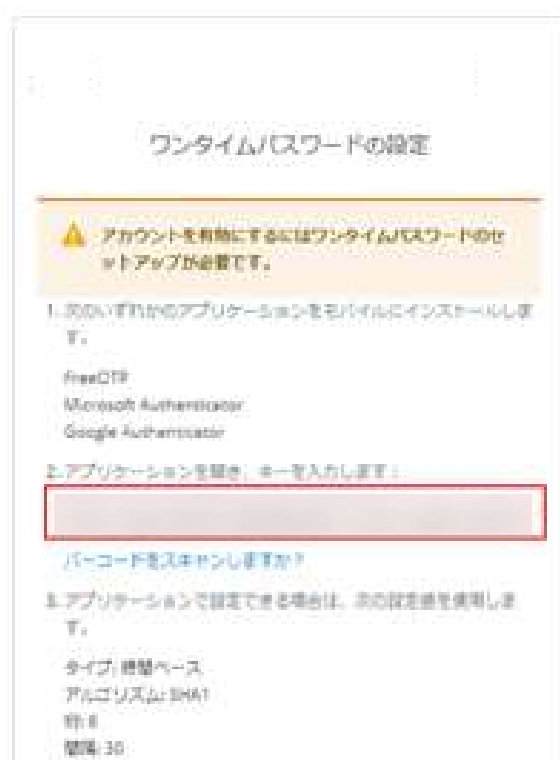 ワンタイムパスワードの設定
アカウントを有効にするにはワンタイムパスワードのセ
ットアップが必要です。
1. 次のいずれかのアプリケーションをモバイルにインストールしま
す。
FreeOTP
Microsoft Authenticator
Google Authenticator
2. アプリケーションを開き、キーを入力します:
バーコードをスキャンしますか?
3. アプリケーションで設定できる場合は、次の設定値を使用しま
す。
タイプ: 時間ベース
アルゴリズム: SHA1
桁: 6
間隔: 30